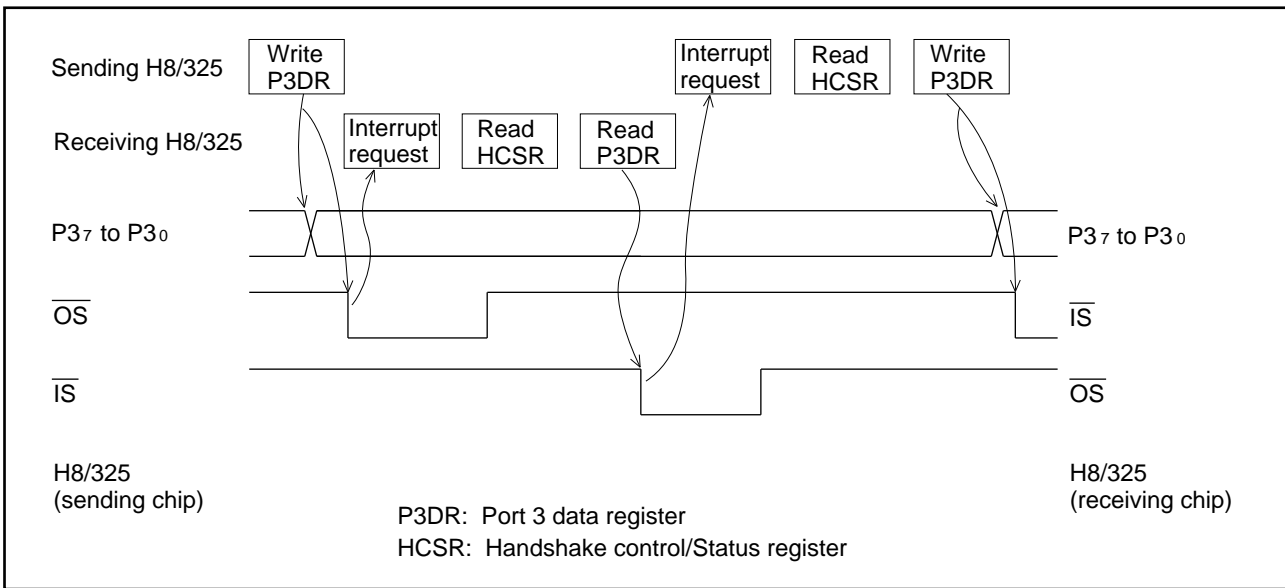 Sending H8/325
Write
P3DR
Interrupt
request
Read
HCSR
Write
P3DR
Receiving H8/325
Interrupt
request
Read
HCSR
Read
P3DR
P37 to P30
P37 to P30
OS
IS
IS
OS
H8/325
(sending chip)
H8/325
(receiving chip)
P3DR: Port 3 data register
HCSR: Handshake control/Status register